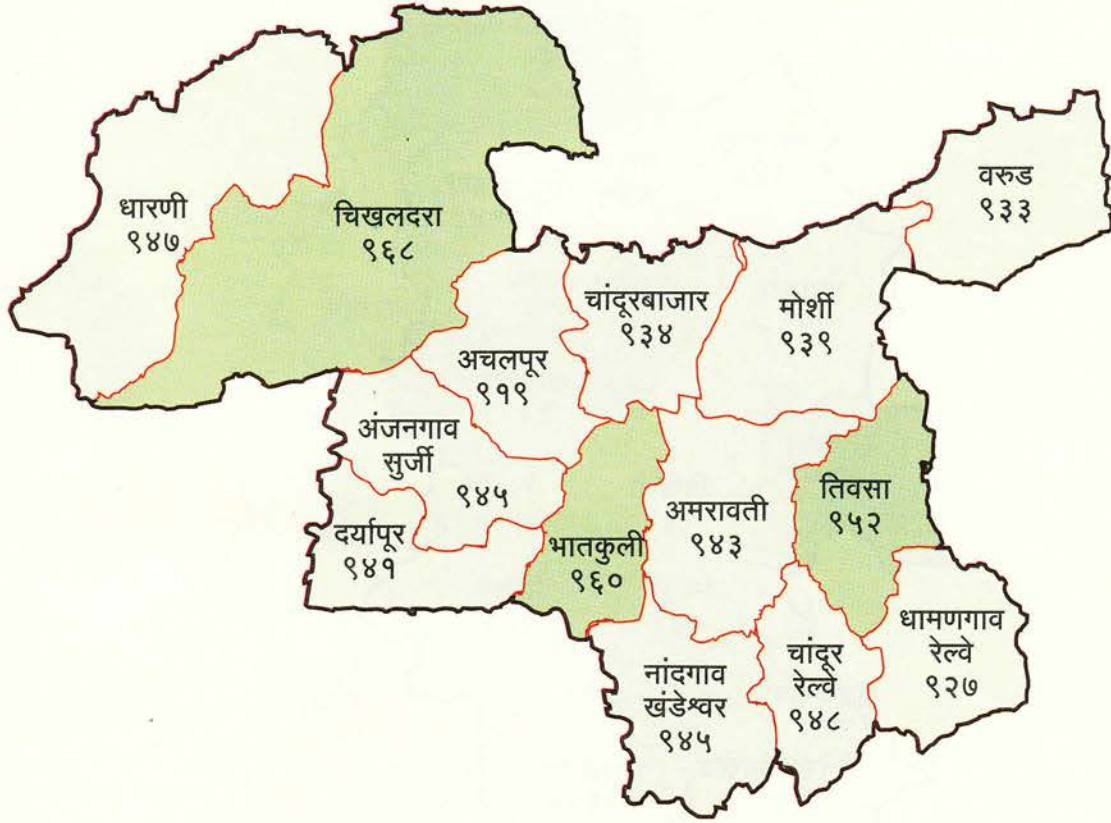 धारणी
९४७
चिखलदरा
९६८
वरुड
९३३
चांदूरबाजार
९३४
मोर्शी
९३९
अचलपूर
९१९
अंजनगाव
सुर्जी
९४५
दर्यापूर
९४१
भातकुली
९६०
अमरावती
९४३
तिवसा
९५२
धामणगाव
रेल्वे
९२७
चांदूर
रेल्वे
९४८
नांदगाव
खंडेश्वर
९४५